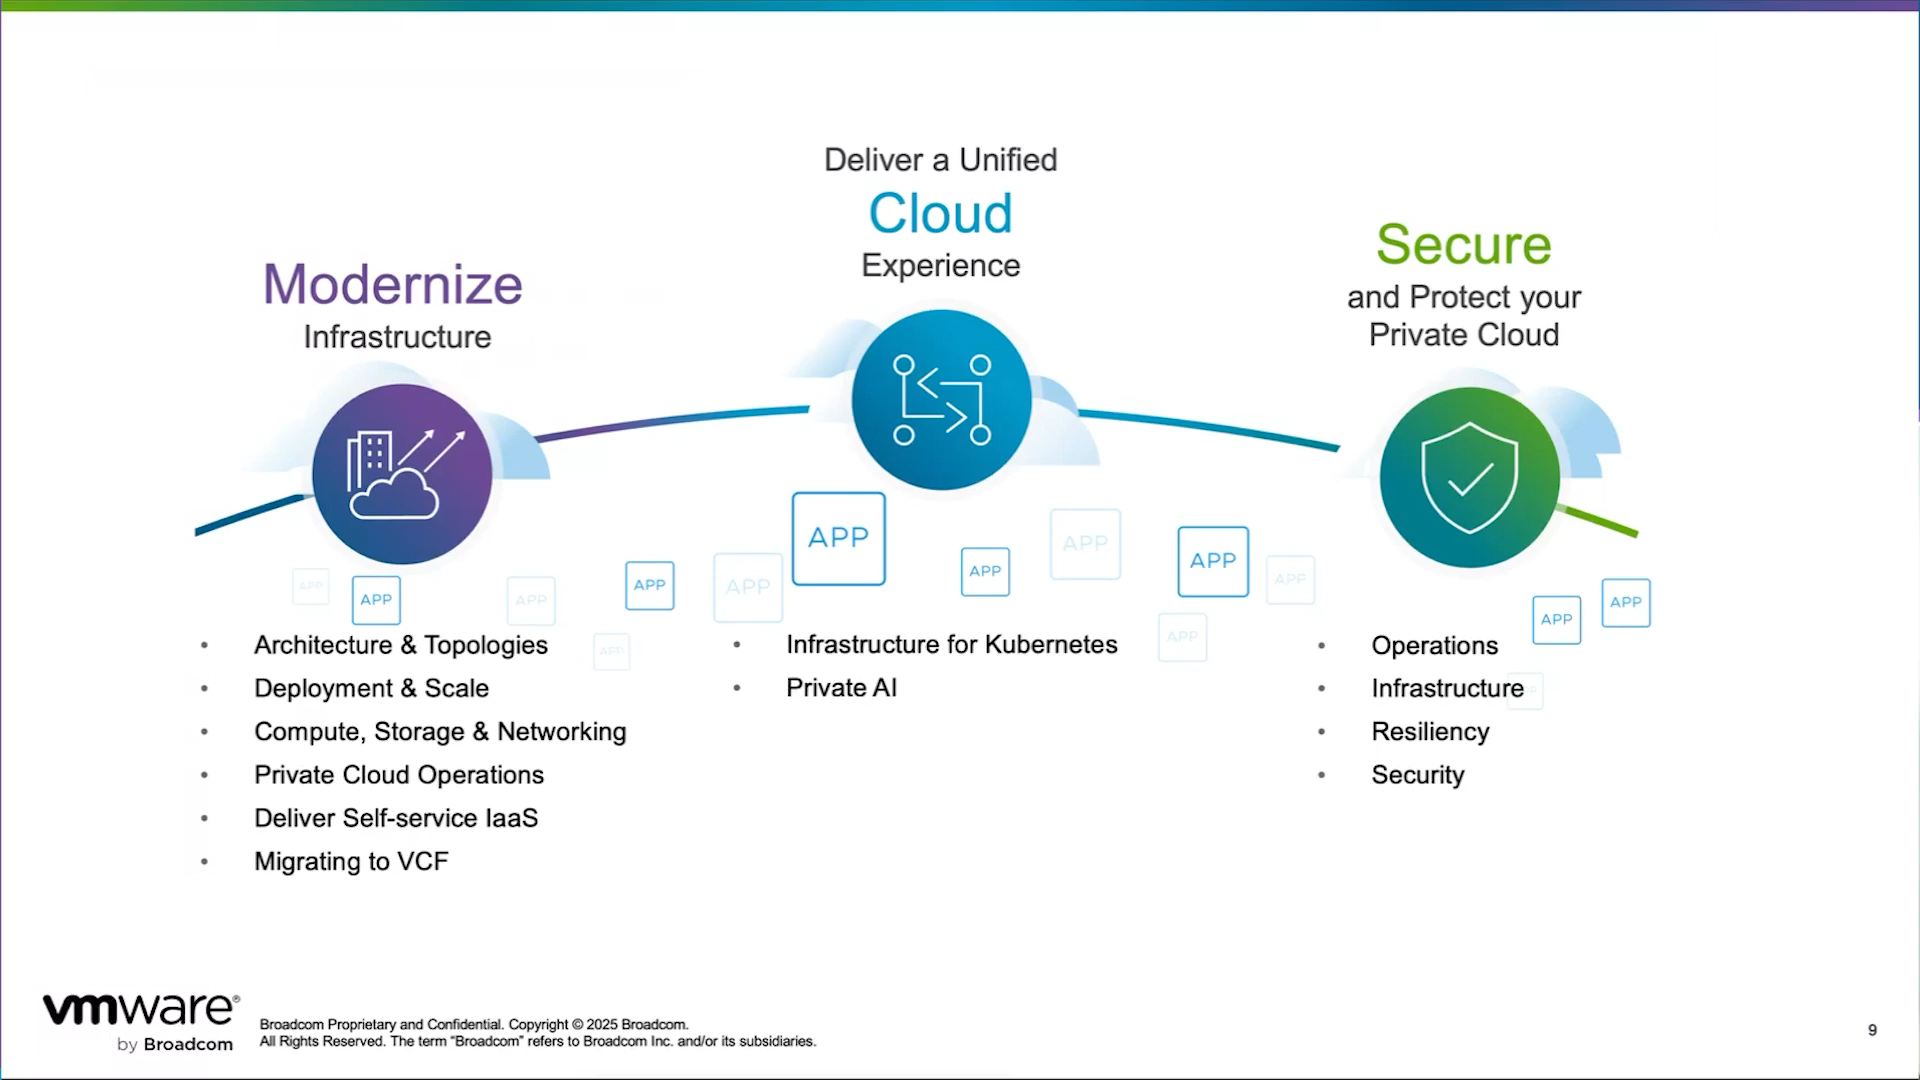 Modernize
Infrastructure
Deliver a Unified
Cloud
Experience
Secure
and Protect your
Private Cloud
APP
APP
APP
APP
APP
APP
APP
APP
APP
APP
APP
APP
APP
APP
• Architecture & Topologies
• Deployment & Scale
• Compute, Storage & Networking
• Private Cloud Operations
• Deliver Self-service IaaS
• Migrating to VCF
• Infrastructure for Kubernetes
• Private AI
• Operations
• Infrastructure
• Resiliency
• Security
vmware®
by Broadcom
Broadcom Proprietary and Confidential. Copyright © 2025 Broadcom.
All Rights Reserved. The term “Broadcom” refers to Broadcom Inc. and/or its subsidiaries.
9